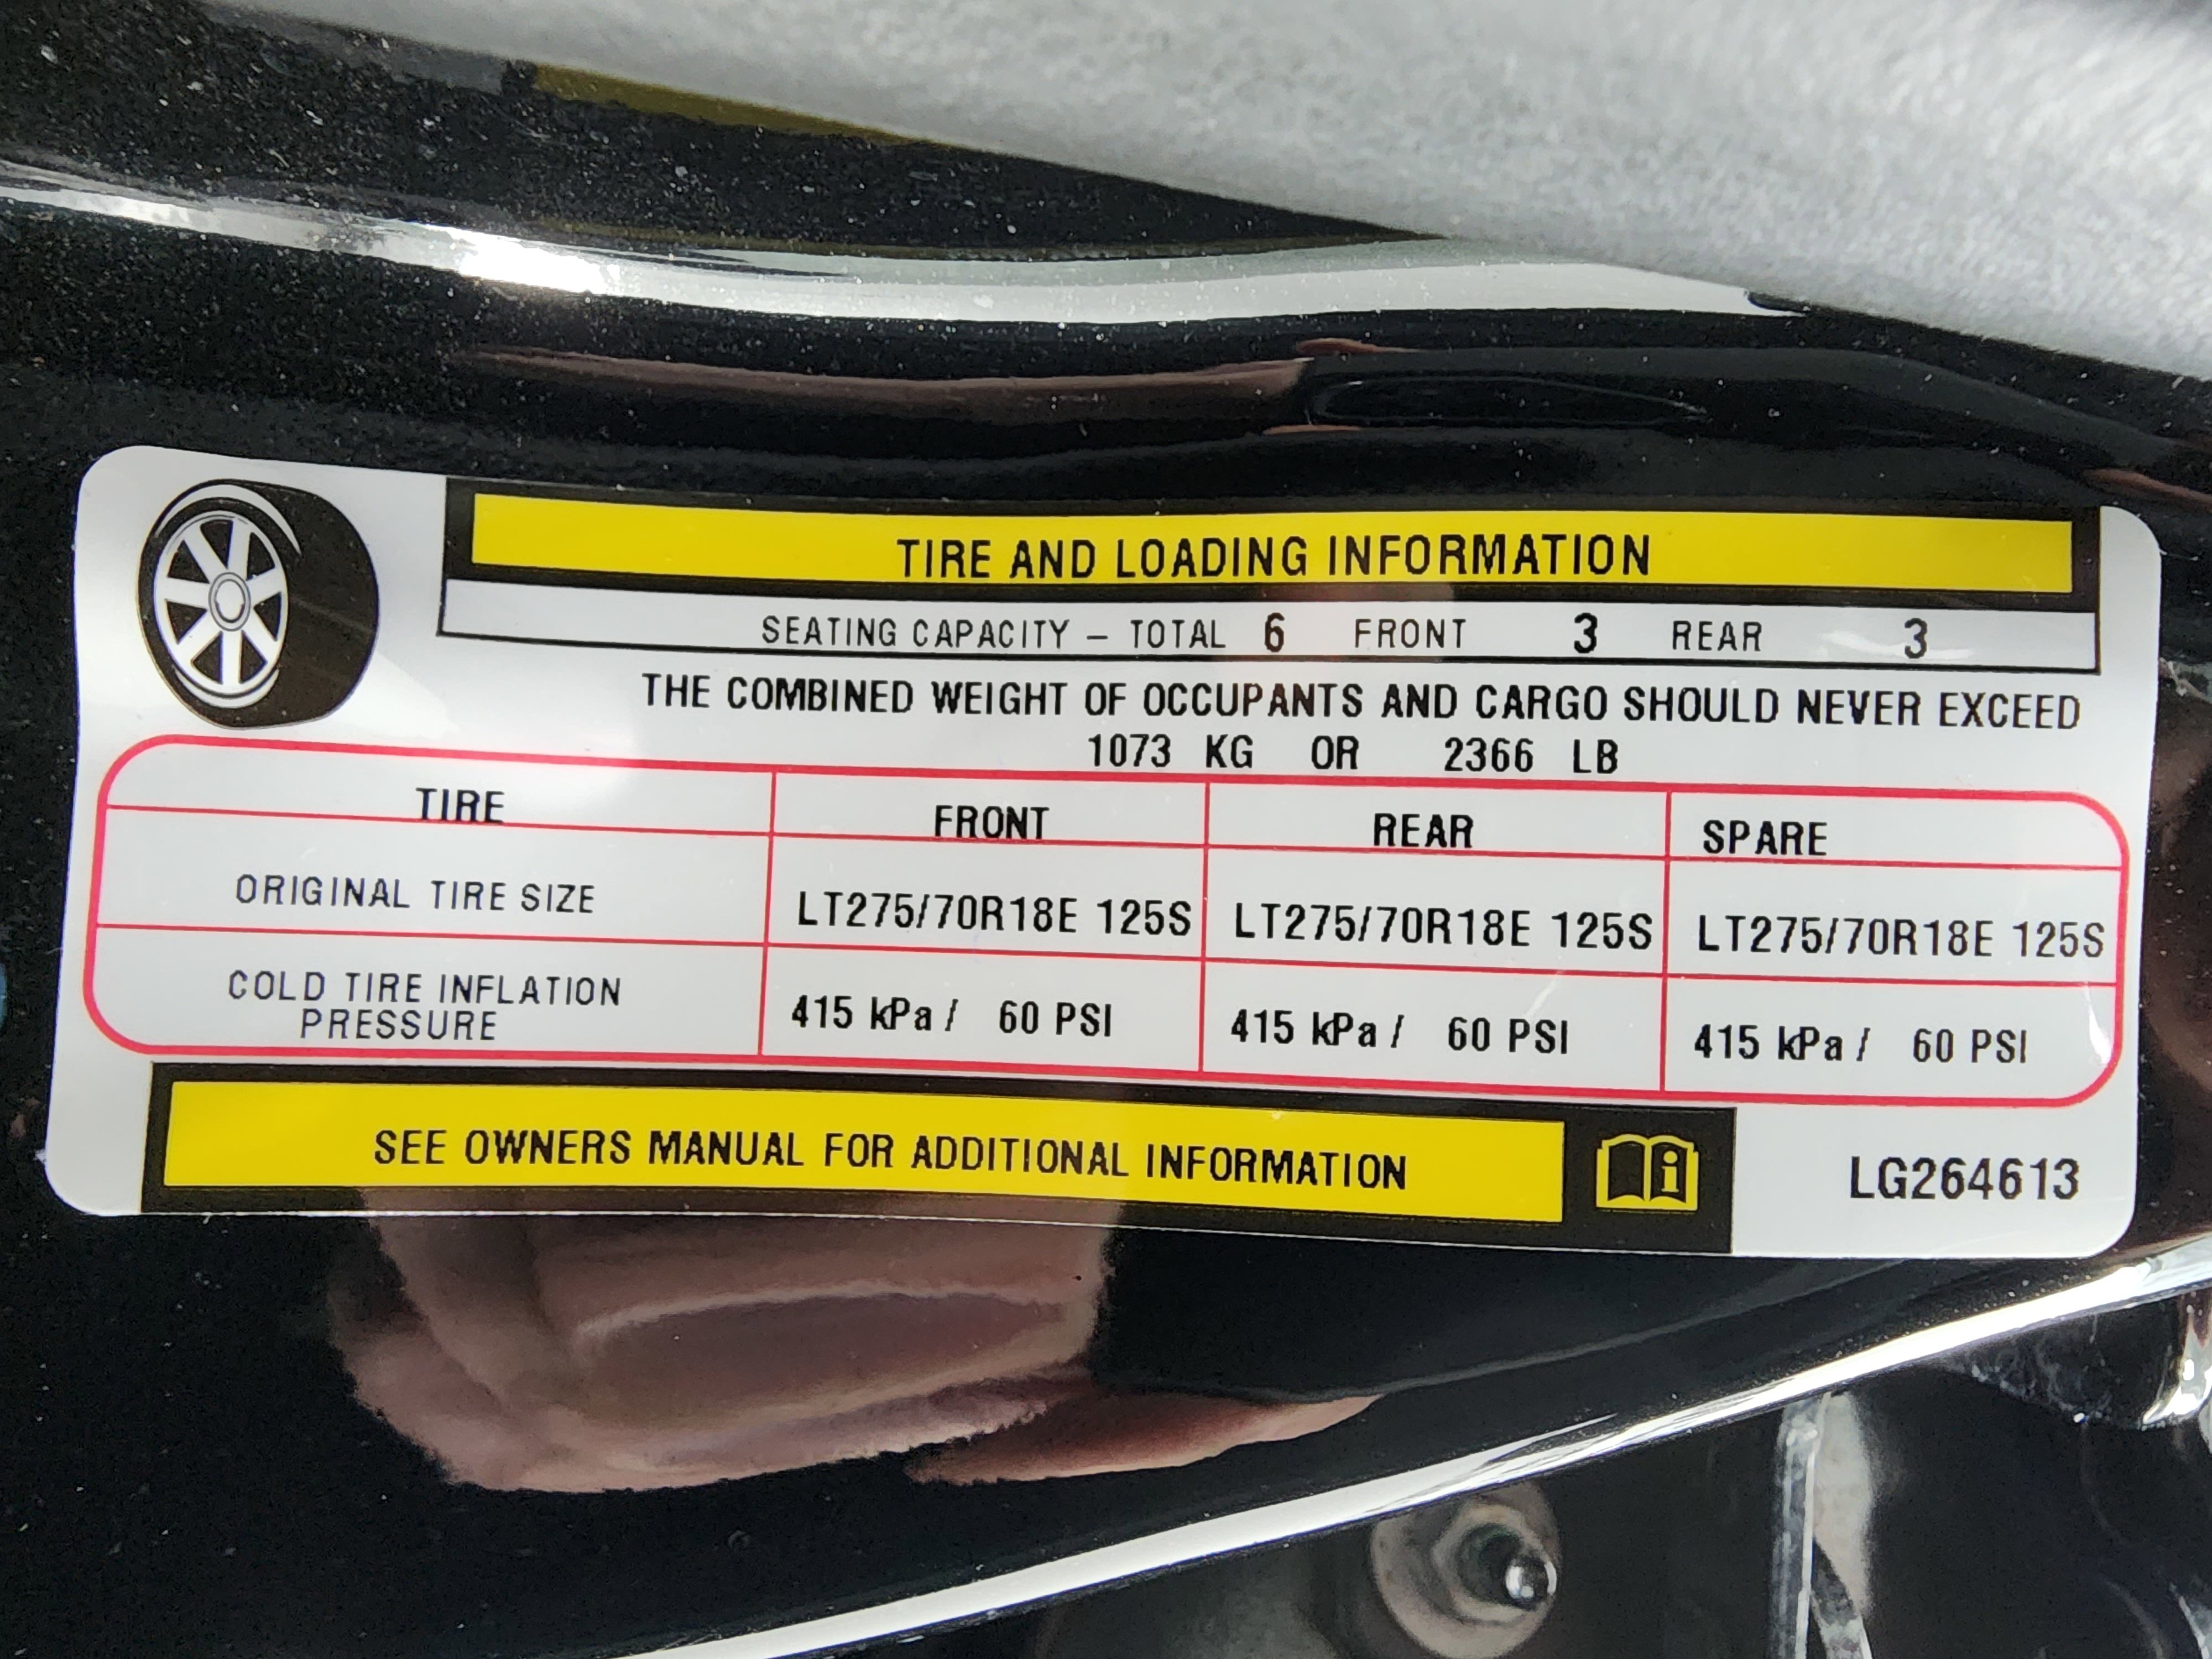 TIRE AND LOADING INFORMATION
SEATING CAPACITY – TOTAL 6 FRONT 3 REAR 3
THE COMBINED WEIGHT OF OCCUPANTS AND CARGO SHOULD NEVER EXCEED
1073 KG OR 2366 LB
TIRE FRONT REAR SPARE
ORIGINAL TIRE SIZE LT275/70R18E 125S LT275/70R18E 125S LT275/70R18E 125S
COLD TIRE INFLATION
PRESSURE 415 kPa / 60 PSI 415 kPa / 60 PSI 415 kPa / 60 PSI
SEE OWNERS MANUAL FOR ADDITIONAL INFORMATION i
LG264613